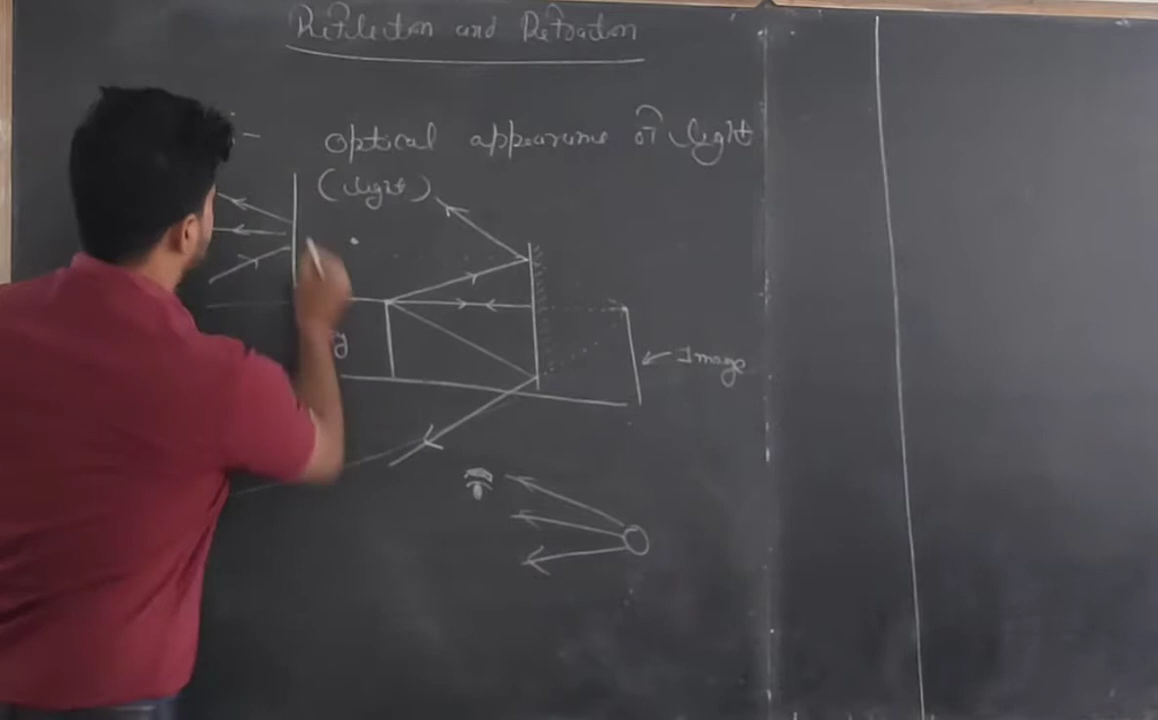 Reflection and Refraction
optical appearance of light
(light)
Image